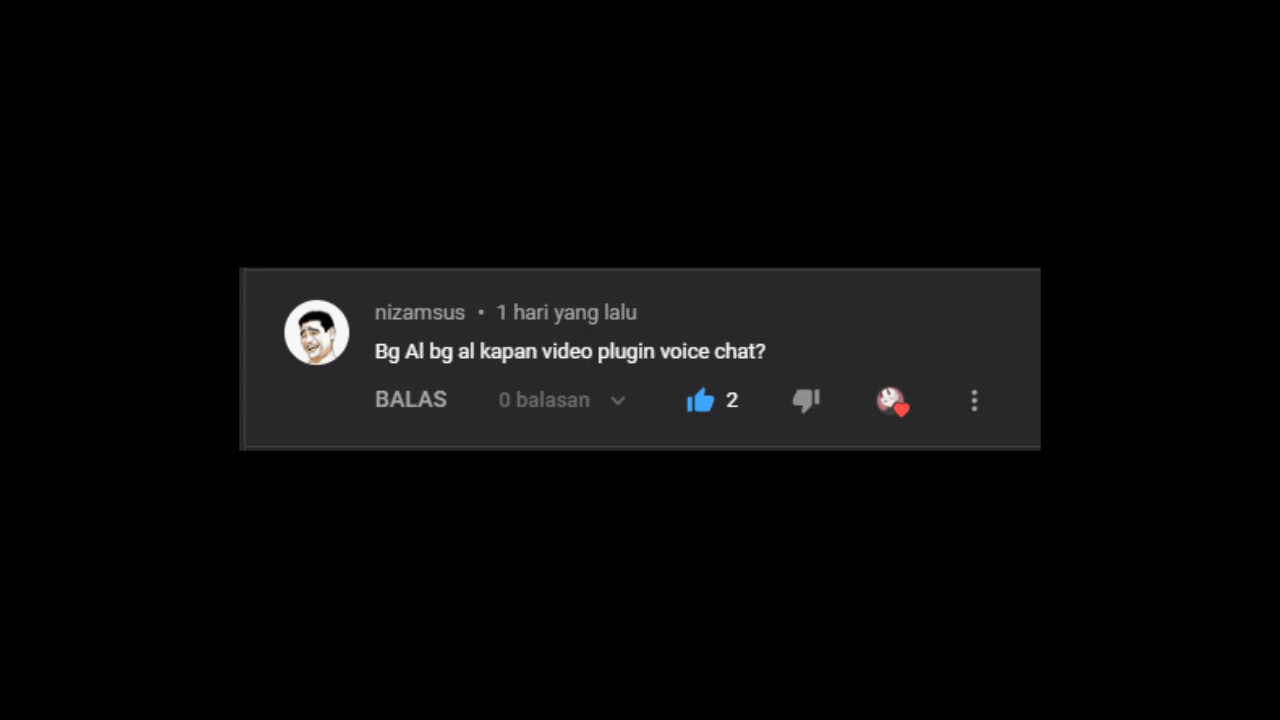 nizamsus • 1 hari yang lalu
Bg Al bg al kapan video plugin voice chat?
BALAS 0 balasan 2